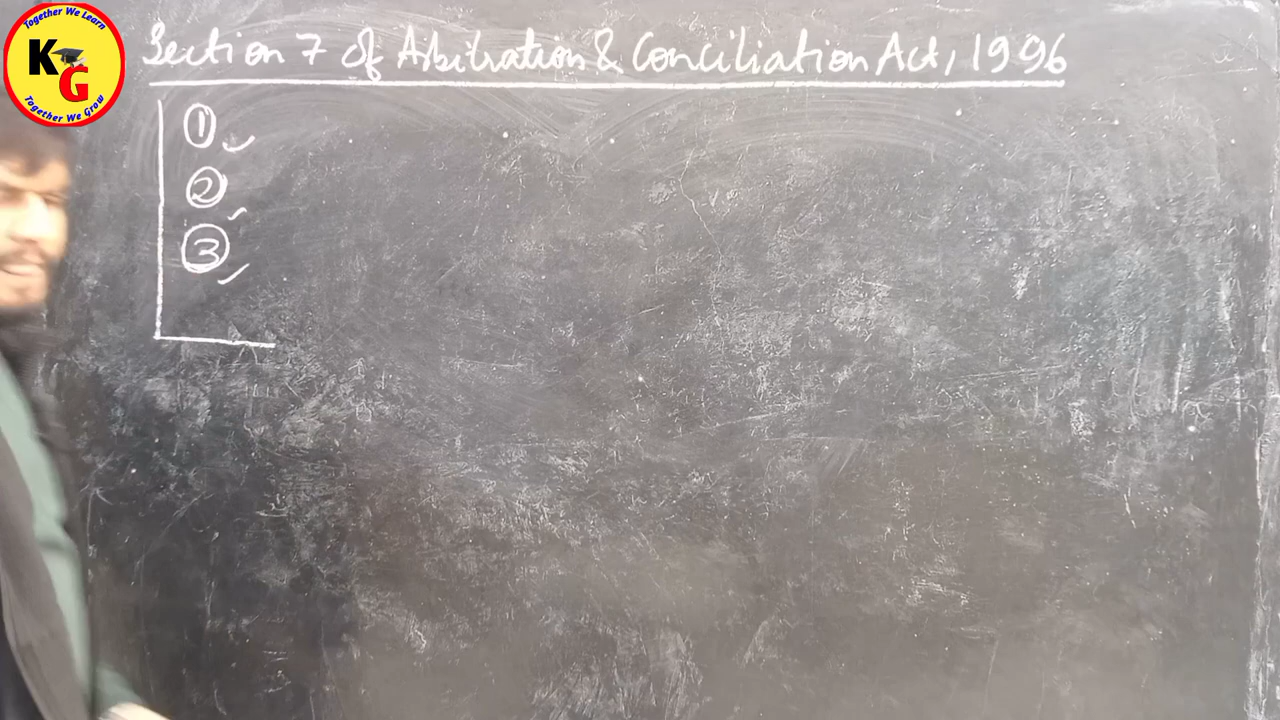 Together We Learn
KG
Together We Grow
Section 7 of Arbitration & Conciliation Act, 1996
①
②
③